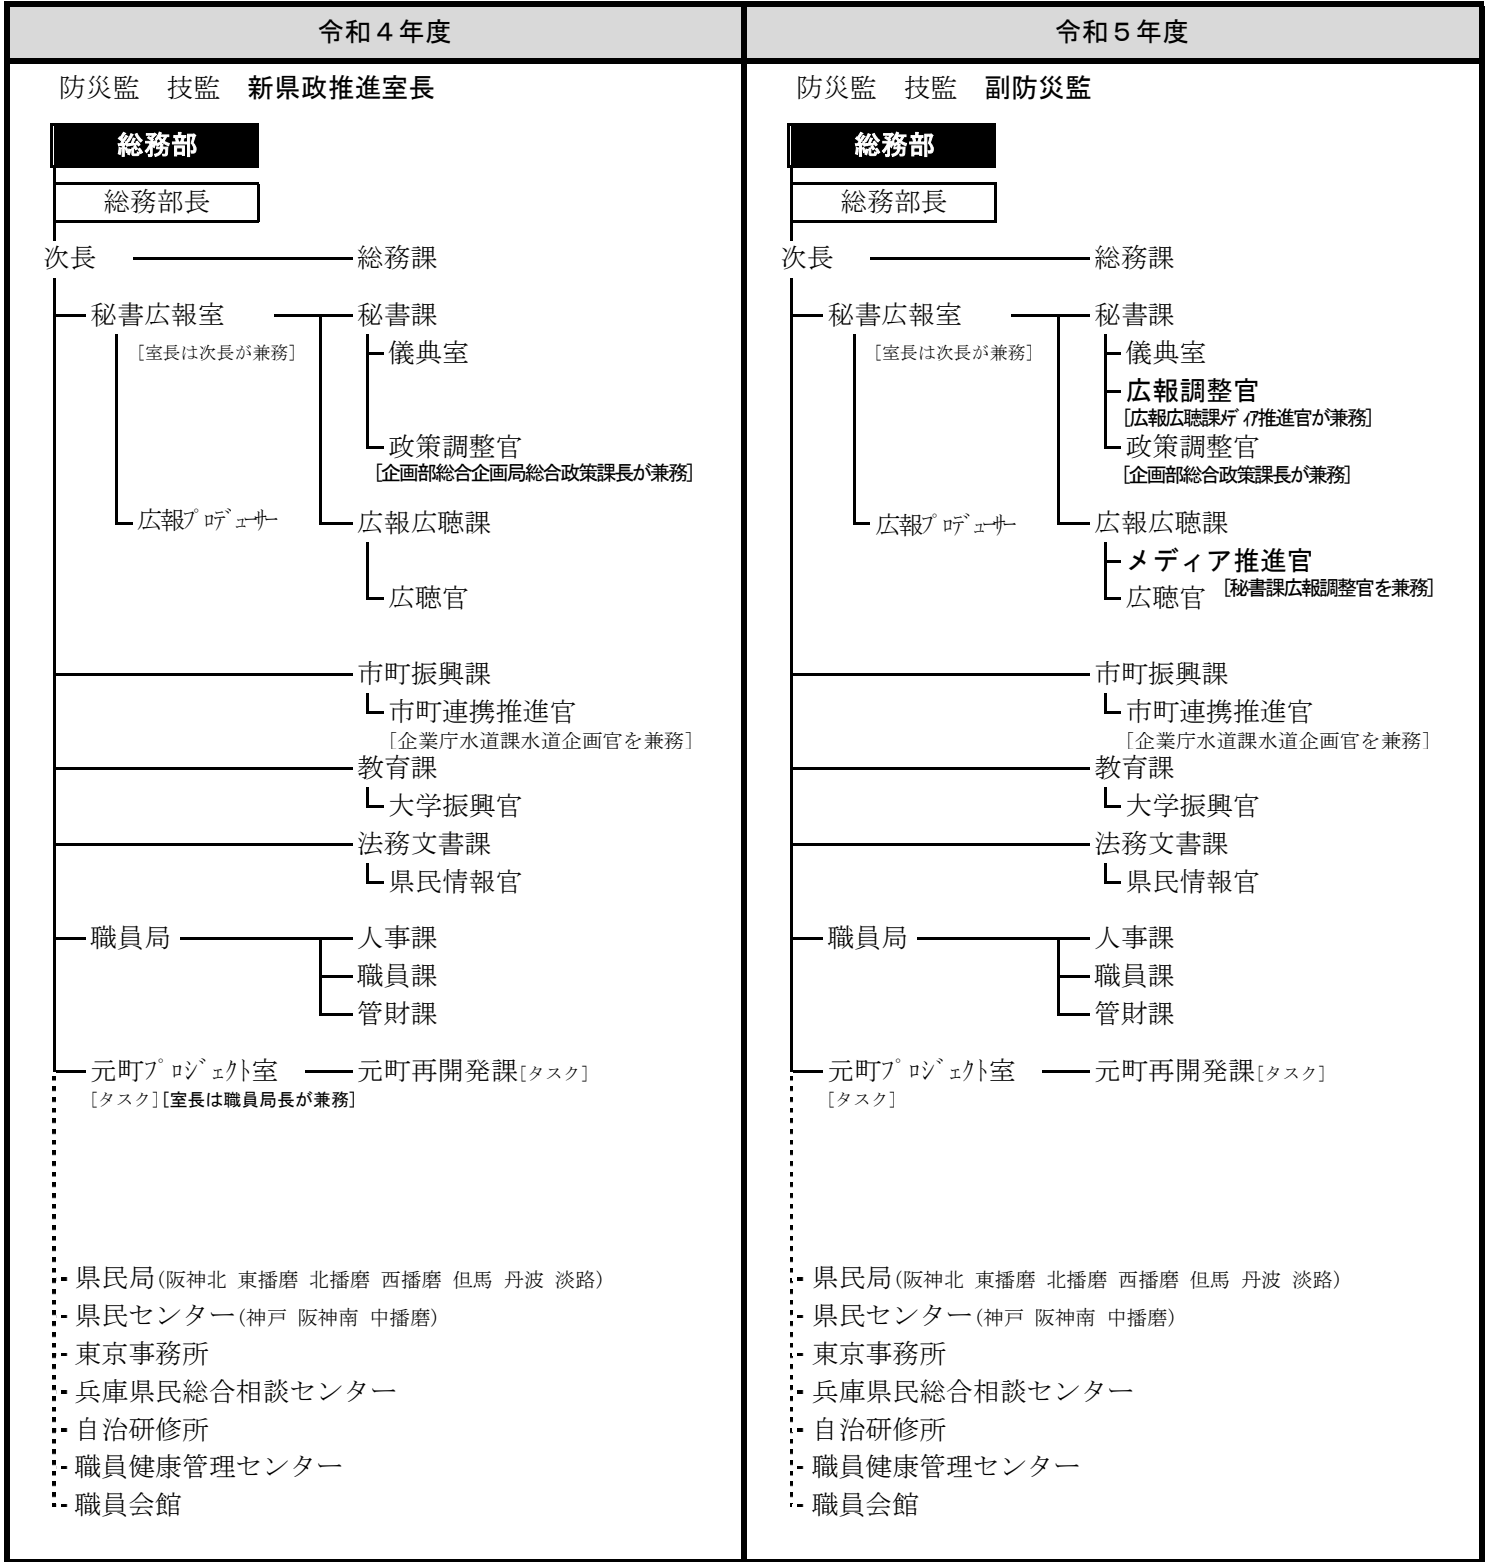 令和４年度
防災監　技監　新県政推進室長
総務部
総務部長
次長 総務課
秘書広報室 秘書課
[室長は次長が兼務] 儀典室
政策調整官
[企画部総合企画局総合政策課長が兼務]
広報ﾌﾟﾛﾃﾞｭｰｻｰ 広報広聴課
広聴官
市町振興課
市町連携推進官
[企業庁水道課水道企画官を兼務]
教育課
大学振興官
法務文書課
県民情報官
職員局 人事課
職員課
管財課
元町ﾌﾟﾛｼﾞｪｸﾄ室 元町再開発課[タスク]
[タスク][室長は職員局長が兼務]
県民局(阪神北 東播磨 北播磨 西播磨 但馬 丹波 淡路)
県民センター(神戸 阪神南 中播磨)
東京事務所
兵庫県民総合相談センター
自治研修所
職員健康管理センター
職員会館
令和５年度
防災監　技監　副防災監
総務部
総務部長
次長 総務課
秘書広報室 秘書課
[室長は次長が兼務] 儀典室
広報調整官
[広報広聴課ﾒﾃﾞｨｱ推進官が兼務]
政策調整官
[企画部総合政策課長が兼務]
広報ﾌﾟﾛﾃﾞｭｰｻｰ 広報広聴課
メディア推進官
[秘書課広報調整官を兼務]
広聴官
市町振興課
市町連携推進官
[企業庁水道課水道企画官を兼務]
教育課
大学振興官
法務文書課
県民情報官
職員局 人事課
職員課
管財課
元町ﾌﾟﾛｼﾞｪｸﾄ室 元町再開発課[タスク]
[タスク]
県民局(阪神北 東播磨 北播磨 西播磨 但馬 丹波 淡路)
県民センター(神戸 阪神南 中播磨)
東京事務所
兵庫県民総合相談センター
自治研修所
職員健康管理センター
職員会館